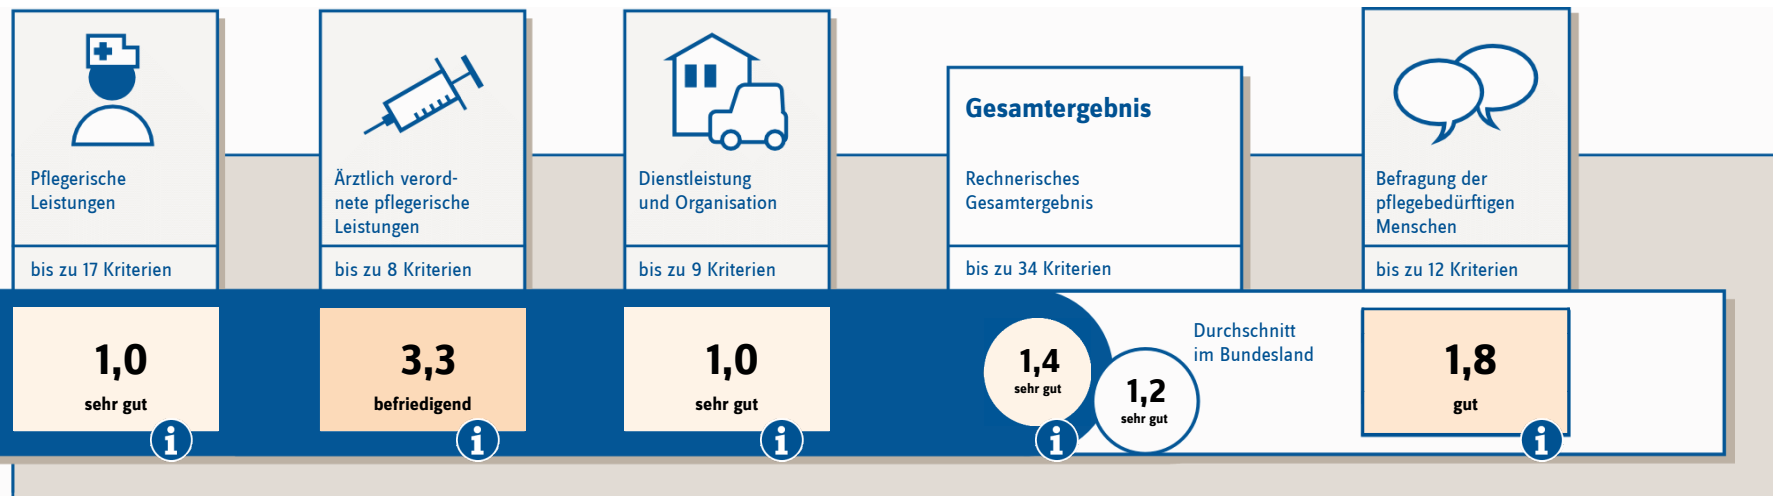 Pflegerische
Leistungen
bis zu 17 Kriterien
1,0
sehr gut
i
Ärztlich verord-
nete pflegerische
Leistungen
bis zu 8 Kriterien
3,3
befriedigend
i
Dienstleistung
und Organisation
bis zu 9 Kriterien
1,0
sehr gut
i
Gesamtergebnis
Rechnerisches
Gesamtergebnis
bis zu 34 Kriterien
1,4
sehr gut
i
1,2
sehr gut
Durchschnitt
im Bundesland
Befragung der
pflegebedürftigen
Menschen
bis zu 12 Kriterien
1,8
gut
i